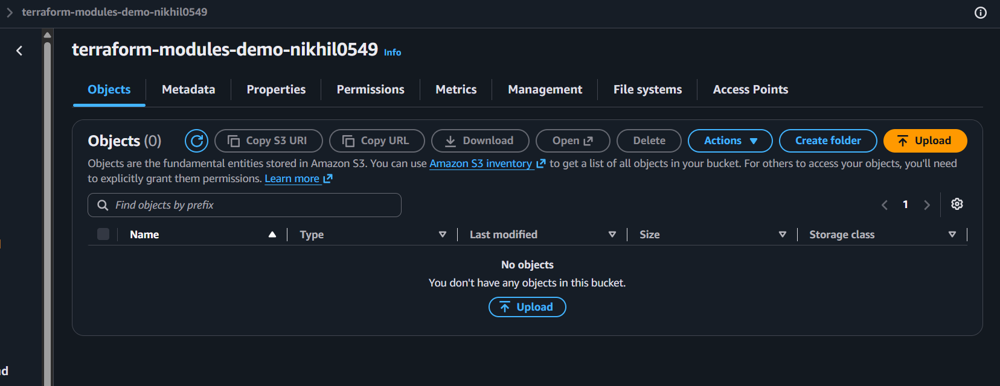 terraform-modules-demo-nikhil0549
terraform-modules-demo-nikhil0549 Info
Objects Metadata Properties Permissions Metrics Management File systems Access Points
Objects (0) Copy S3 URI Copy URL Download Open Delete Actions Create folder Upload
Objects are the fundamental entities stored in Amazon S3. You can use Amazon S3 inventory to get a list of all objects in your bucket. For others to access your objects, you'll need
to explicitly grant them permissions. Learn more
Find objects by prefix 1
Name Type Last modified Size Storage class
No objects
You don't have any objects in this bucket.
Upload